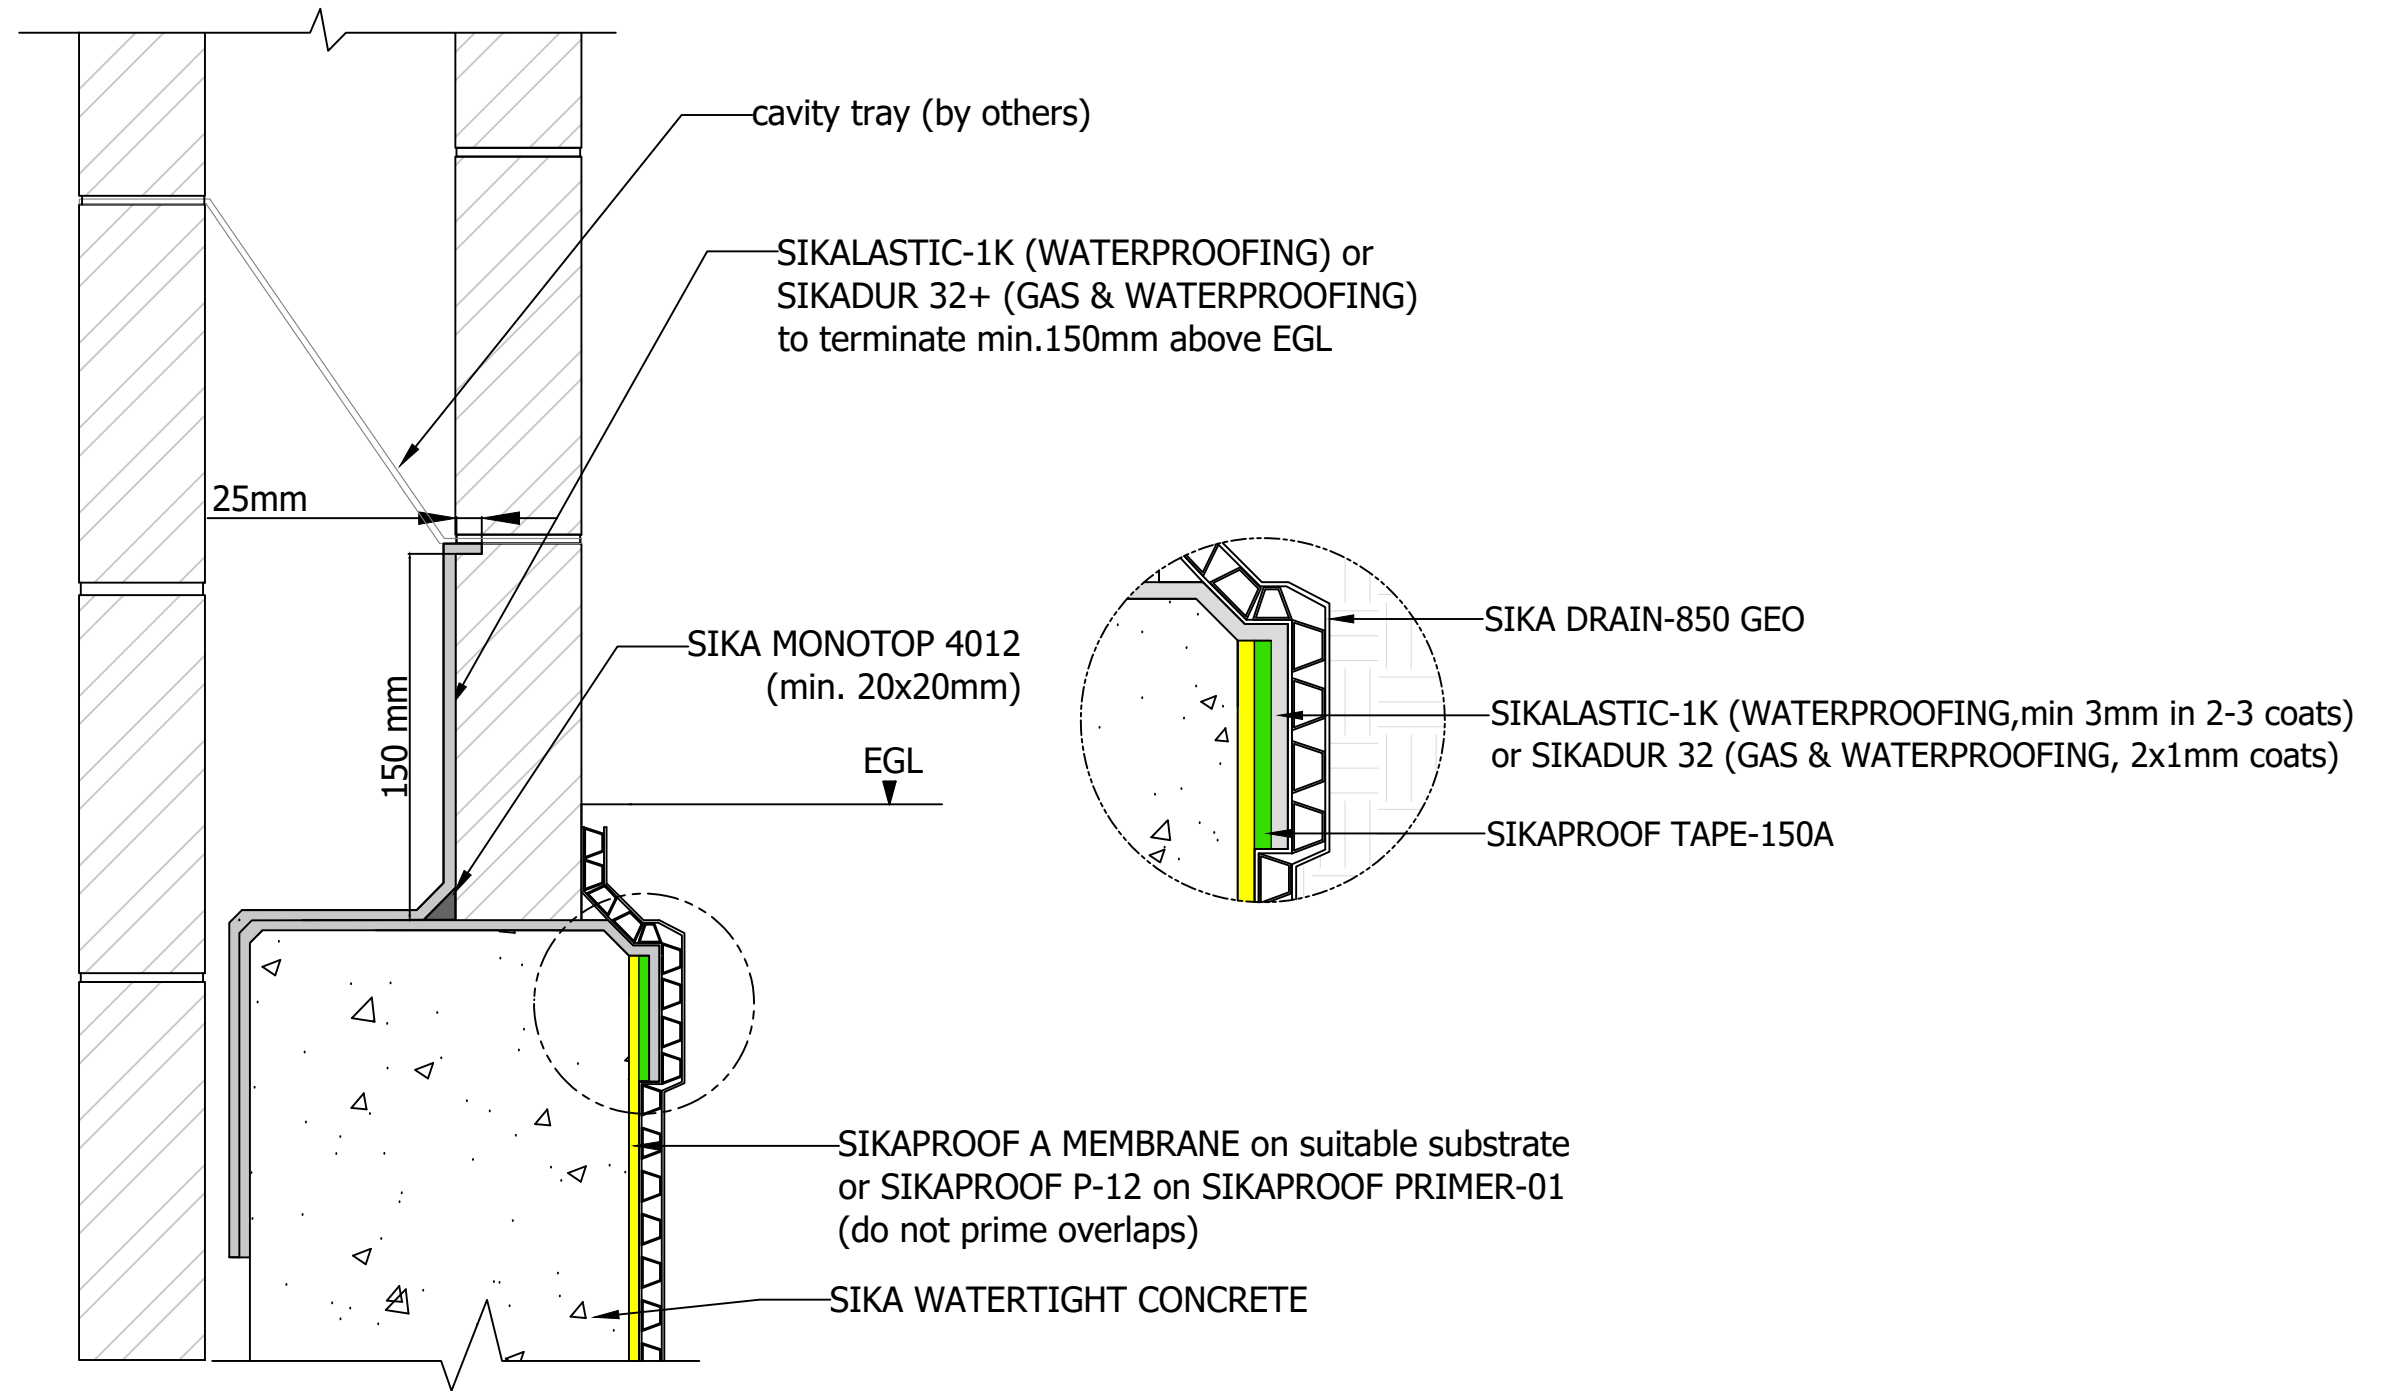 cavity tray (by others)
SIKALASTIC-1K (WATERPROOFING) or
SIKADUR 32+ (GAS & WATERPROOFING)
to terminate min.150mm above EGL
25mm
SIKA MONOTOP 4012
(min. 20x20mm)
150 mm
EGL
SIKA DRAIN-850 GEO
SIKALASTIC-1K (WATERPROOFING,min 3mm in 2-3 coats)
or SIKADUR 32 (GAS & WATERPROOFING, 2x1mm coats)
SIKAPROOF TAPE-150A
SIKAPROOF A MEMBRANE on suitable substrate
or SIKAPROOF P-12 on SIKAPROOF PRIMER-01
(do not prime overlaps)
SIKA WATERTIGHT CONCRETE